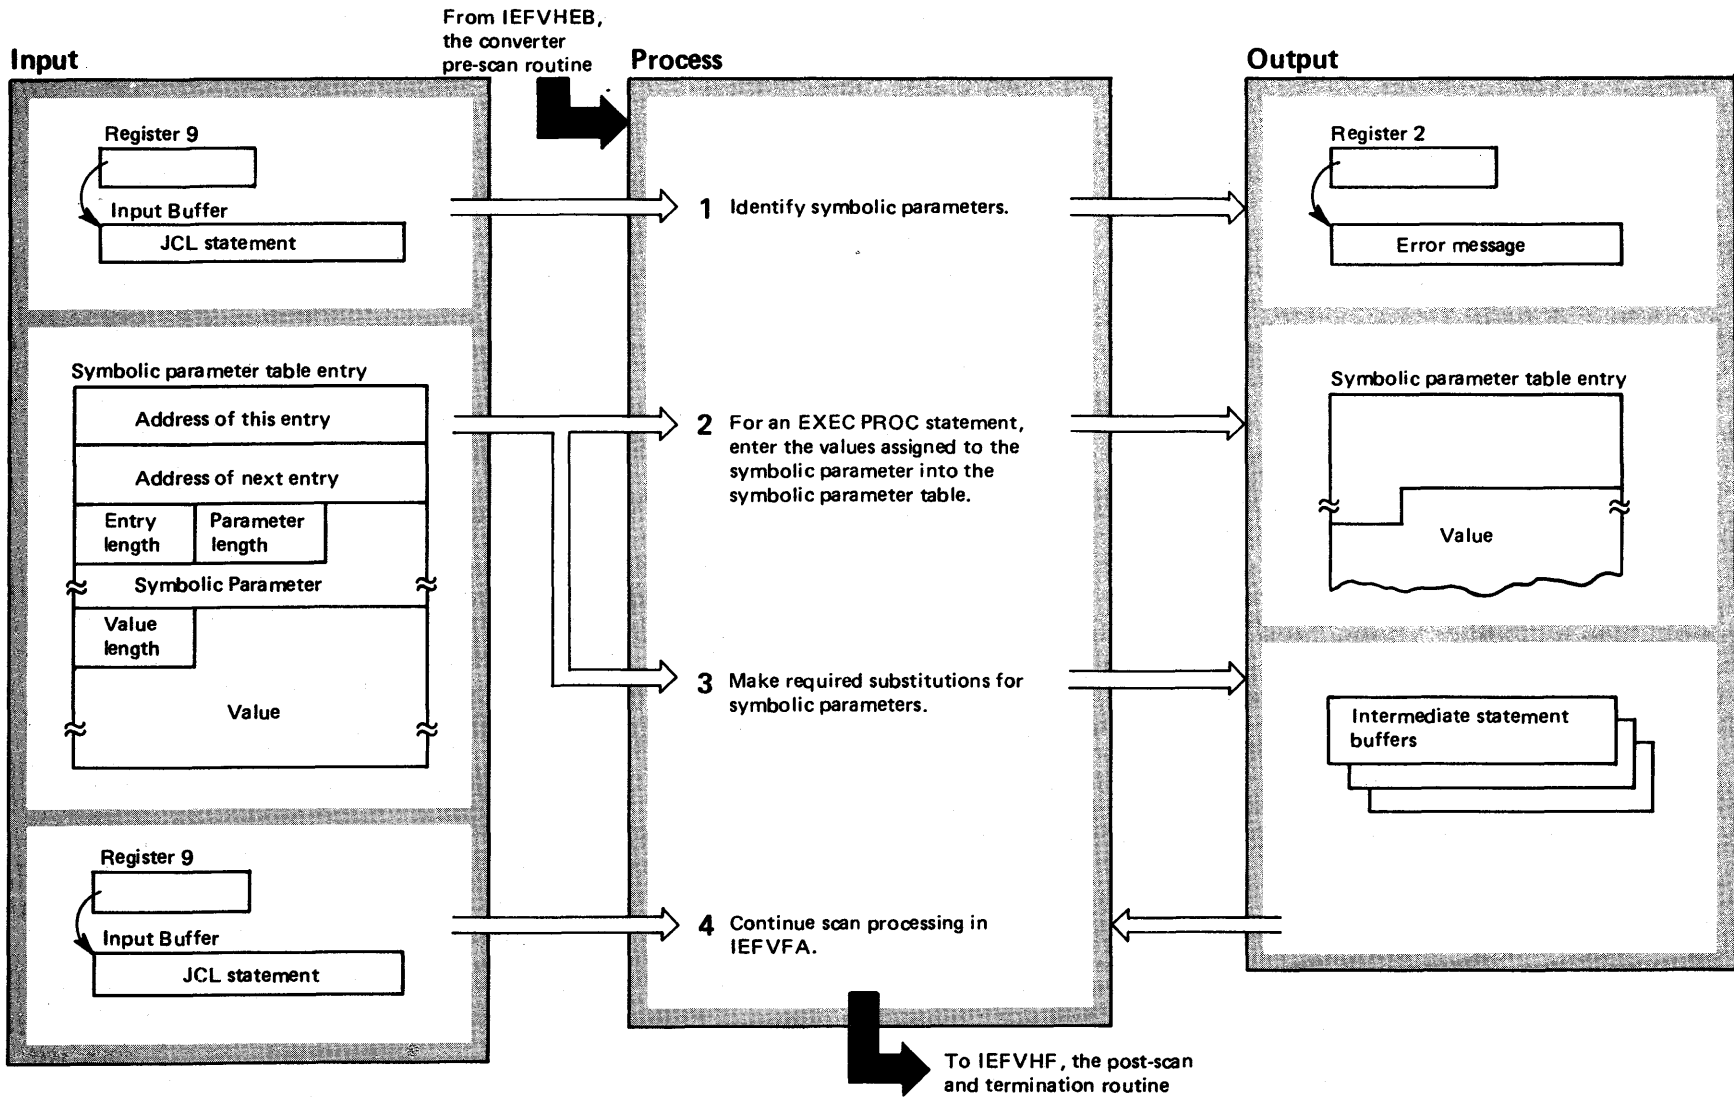 From IEFVHEB,
the converter
pre-scan routine
Input
Process
Output
Register 9
Input Buffer
JCL statement
Symbolic parameter table entry
Address of this entry
Address of next entry
Entry
length
Parameter
length
Symbolic Parameter
Value
length
Value
Register 9
Input Buffer
JCL statement
1 Identify symbolic parameters.
2 For an EXEC PROC statement,
enter the values assigned to the
symbolic parameter into the
symbolic parameter table.
3 Make required substitutions for
symbolic parameters.
4 Continue scan processing in
IEFVFA.
Register 2
Error message
Symbolic parameter table entry
Value
Intermediate statement
buffers
To IEFVHF, the post-scan
and termination routine